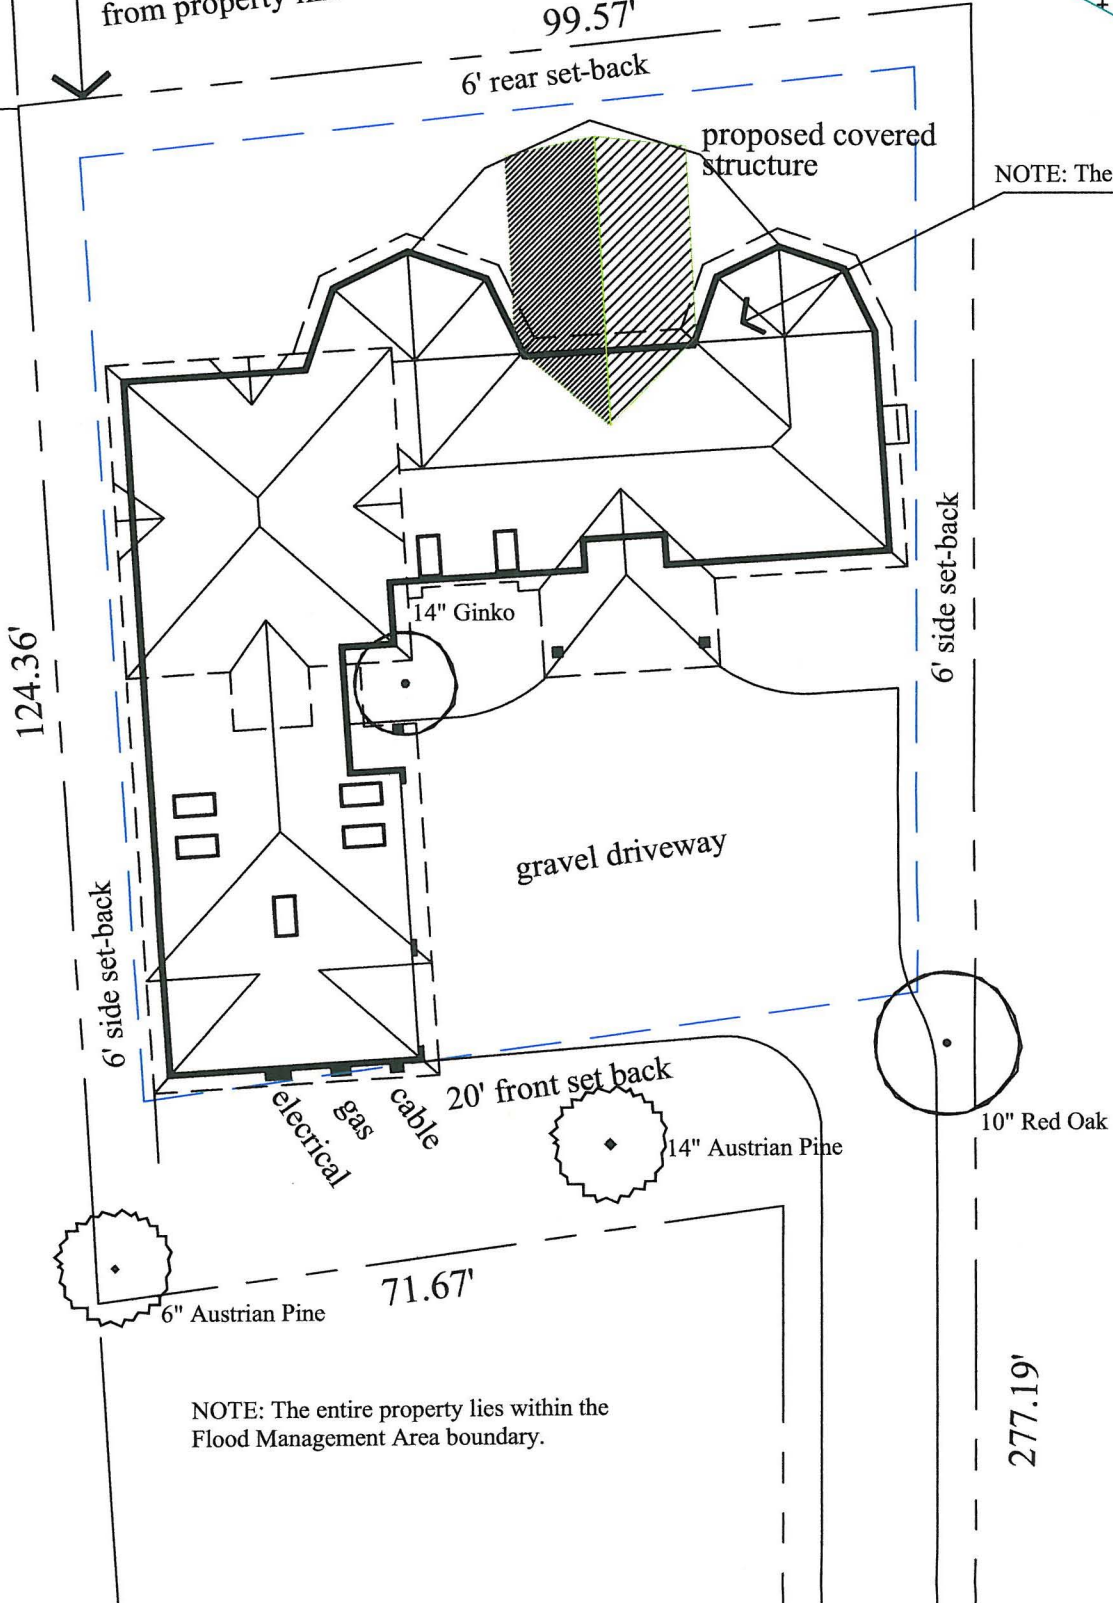 from property
99.57'
6' rear set-back
proposed covered
structure
NOTE: The
14" Ginko
6' side set-back
124.36'
gravel driveway
6' side set-back
20' front set back
elecrical
gas
cable
14" Austrian Pine
10" Red Oak
71.67'
6" Austrian Pine
277.19'
NOTE: The entire property lies within the
Flood Management Area boundary.